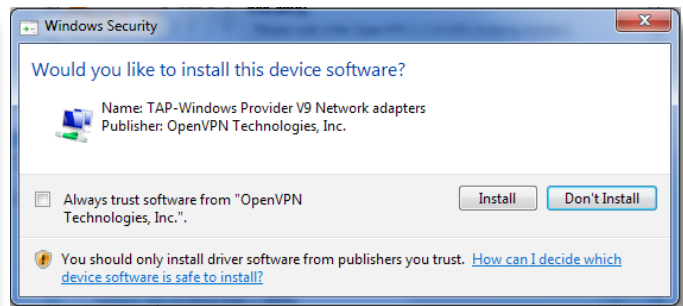 Windows Security
Would you like to install this device software?
Name: TAP-Windows Provider V9 Network adapters
Publisher: OpenVPN Technologies, Inc.
Always trust software from "OpenVPN
Technologies, Inc.".
Install
Don't Install
You should only install driver software from publishers you trust. How can I decide which
device software is safe to install?